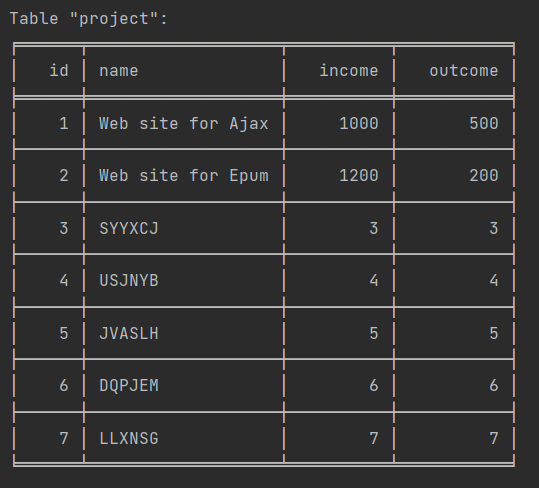 Table "project":
id name income outcome
1 Web site for Ajax 1000 500
2 Web site for Epum 1200 200
3 SYYXCJ 3 3
4 USJNYB 4 4
5 JVASLH 5 5
6 DQPJEM 6 6
7 LLXNSG 7 7